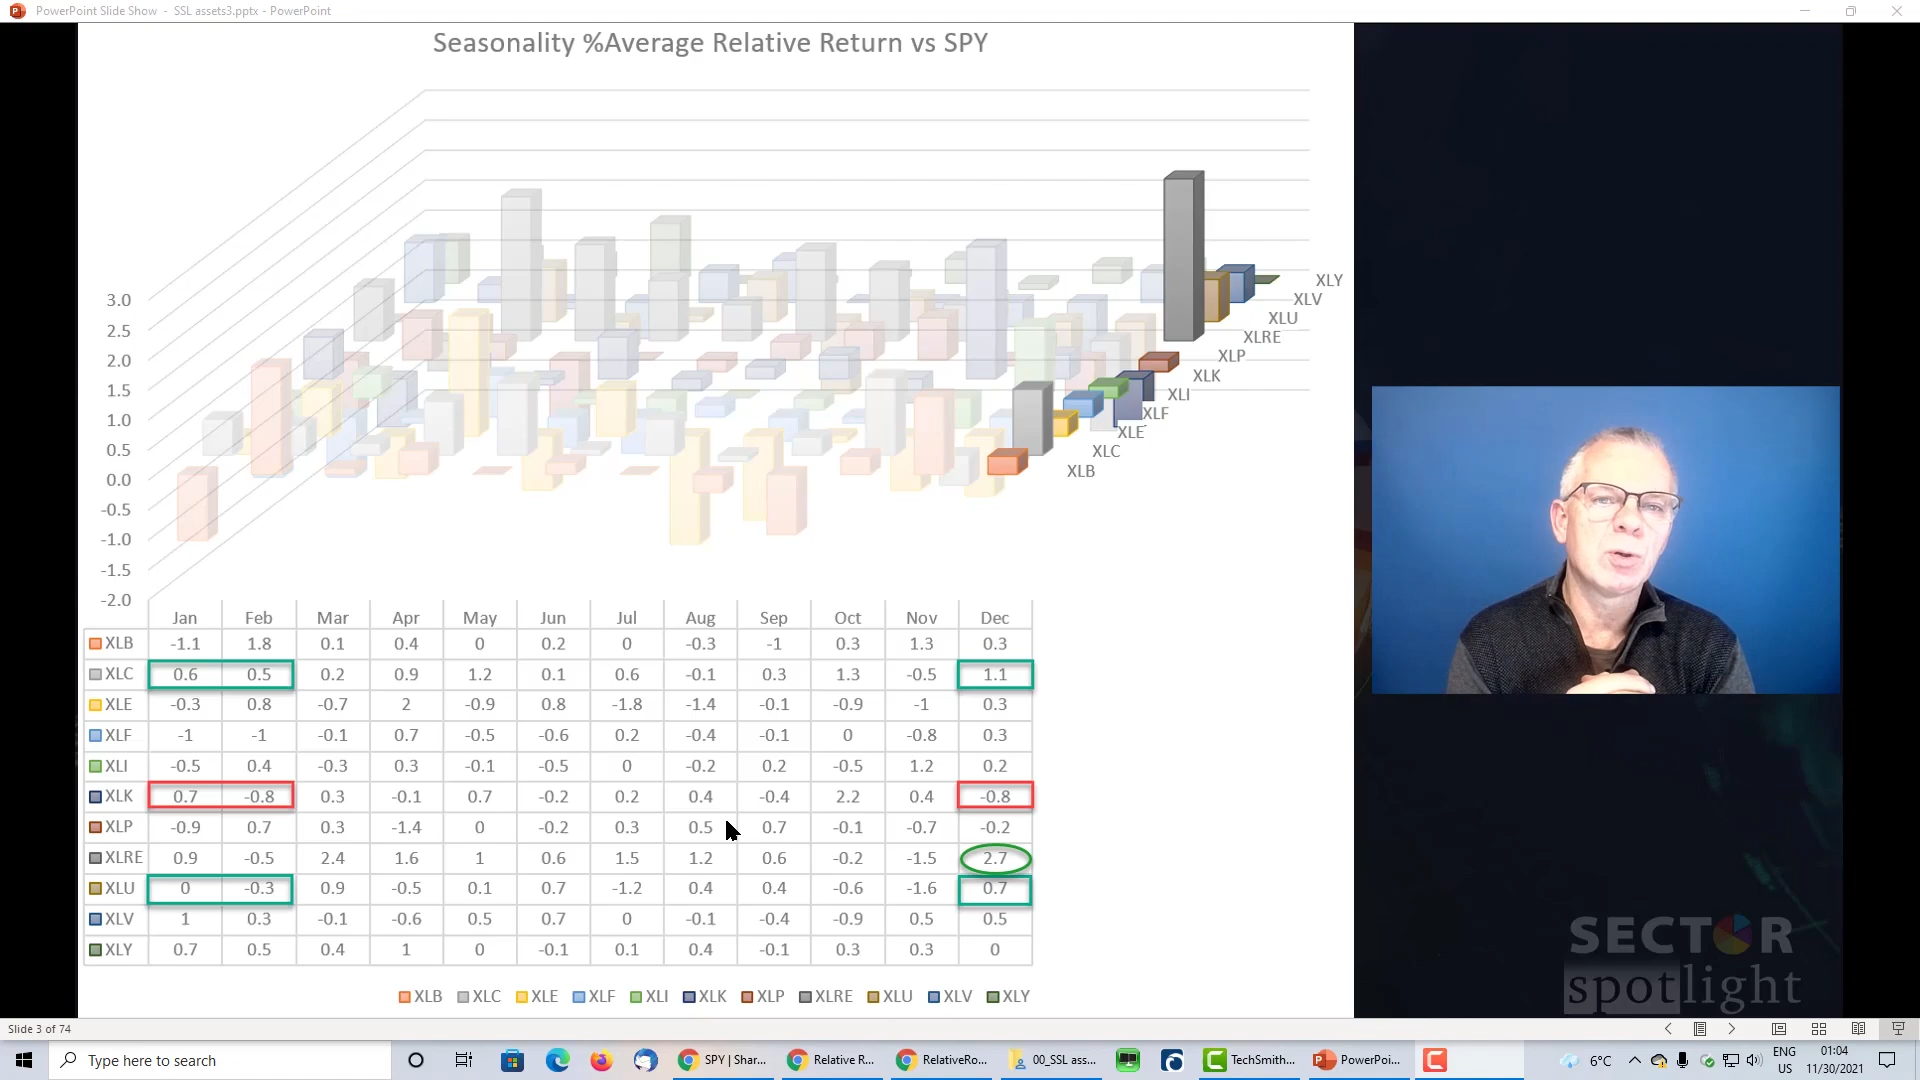 PowerPoint Slide Show - SSL assets3.pptx - PowerPoint
Seasonality %Average Relative Return vs SPY
3.0
2.5
2.0
1.5
1.0
0.5
0.0
-0.5
-1.0
-1.5
-2.0
XLY
XLV
XLU
XLRE
XLP
XLK
XLI
XLF
XLE
XLC
XLB
Jan Feb Mar Apr May Jun Jul Aug Sep Oct Nov Dec
XLB -1.1 1.8 0.1 0.4 0 0.2 0 -0.3 -1 0.3 1.3 0.3
XLC 0.6 0.5 0.2 0.9 1.2 0.1 0.6 -0.1 0.3 1.3 -0.5 1.1
XLE -0.3 0.8 -0.7 2 -0.9 0.8 -1.8 -1.4 -0.1 -0.9 -1 0.3
XLF -1 -1 -0.1 0.7 -0.5 -0.6 0.2 -0.4 -0.1 0 -0.8 0.3
XLI -0.5 0.4 -0.3 0.3 -0.1 -0.5 0 -0.2 0.2 -0.5 1.2 0.2
XLK 0.7 -0.8 0.3 -0.1 0.7 -0.2 0.2 0.4 -0.4 2.2 0.4 -0.8
XLP -0.9 0.7 0.3 -1.4 0 -0.2 0.3 0.5 0.7 -0.1 -0.7 -0.2
XLRE 0.9 -0.5 2.4 1.6 1 0.6 1.5 1.2 0.6 -0.2 -1.5 2.7
XLU 0 -0.3 0.9 -0.5 0.1 0.7 -1.2 0.4 0.4 -0.6 -1.6 0.7
XLV 1 0.3 -0.1 -0.6 0.5 0.7 0 -0.1 -0.4 -0.9 0.5 0.5
XLY 0.7 0.5 0.4 1 0 -0.1 0.1 0.4 -0.1 0.3 0.3 0
XLB XLC XLE XLF XLI XLK XLP XLRE XLU XLV XLY
SECTOR
spotlight
Slide 3 of 74
Type here to search
SPY | Shar...
Relative R...
RelativeRo...
00_SSL ass...
TechSmith...
PowerPoi...
6°C
ENG
US
01:04
11/30/2021